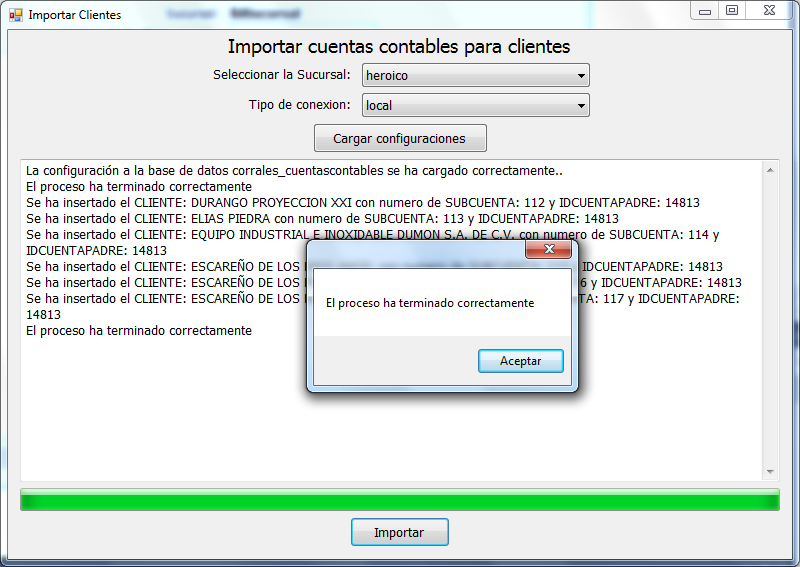 Importar Clientes
Importar cuentas contables para clientes
Seleccionar la Sucursal: heroico
Tipo de conexion: local
Cargar configuraciones
La configuración a la base de datos corrales_cuentascontables se ha cargado correctamente..
El proceso ha terminado correctamente
Se ha insertado el CLIENTE: DURANGO PROYECCION XXI con numero de SUBCUENTA: 112 y IDCUENTAPADRE: 14813
Se ha insertado el CLIENTE: ELIAS PIEDRA con numero de SUBCUENTA: 113 y IDCUENTAPADRE: 14813
Se ha insertado el CLIENTE: EQUIPO INDUSTRIAL E INOXIDABLE DUMON S.A. DE C.V. con numero de SUBCUENTA: 114 y
IDCUENTAPADRE: 14813
Se ha insertado el CLIENTE: ESCAREÑO DE LOS IDCUENTAPADRE: 14813
Se ha insertado el CLIENTE: ESCAREÑO DE LOS 6 y IDCUENTAPADRE: 14813
Se ha insertado el CLIENTE: ESCAREÑO DE LOS TA: 117 y IDCUENTAPADRE:
14813
El proceso ha terminado correctamente
El proceso ha terminado correctamente
Aceptar
Importar